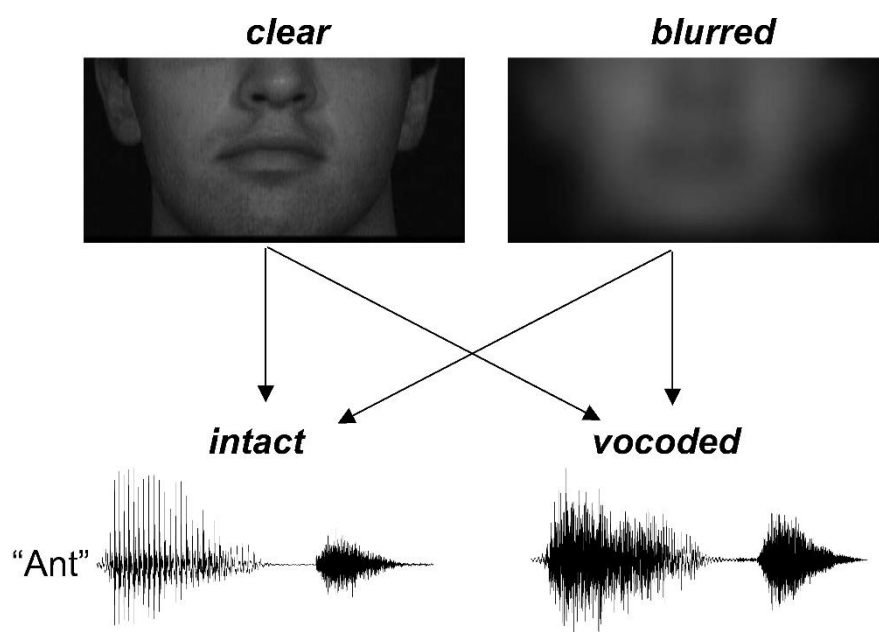 clear
blurred
intact
vocoded
“Ant”